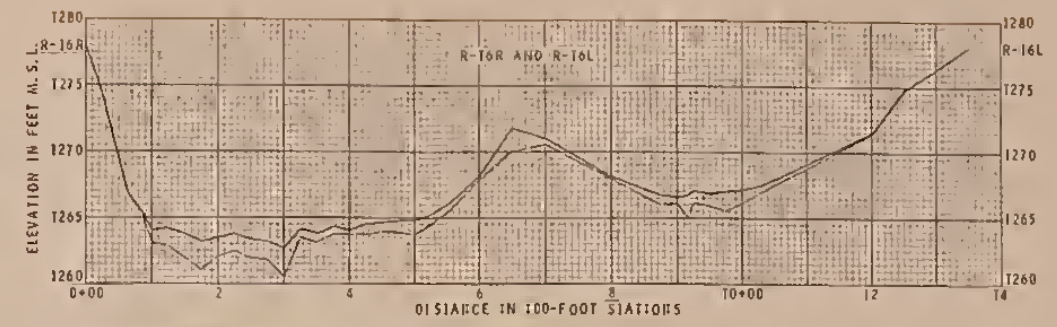 1280
1280
R-16R
R-16R AND R-16L
R-16L
1275
1275
1270
1270
1265
1265
1260
1260
ELEVATION IN FEET M. S. L.
0+00 2 4 6 8 10+00 12 14
DISTANCE IN 100-FOOT STATIONS